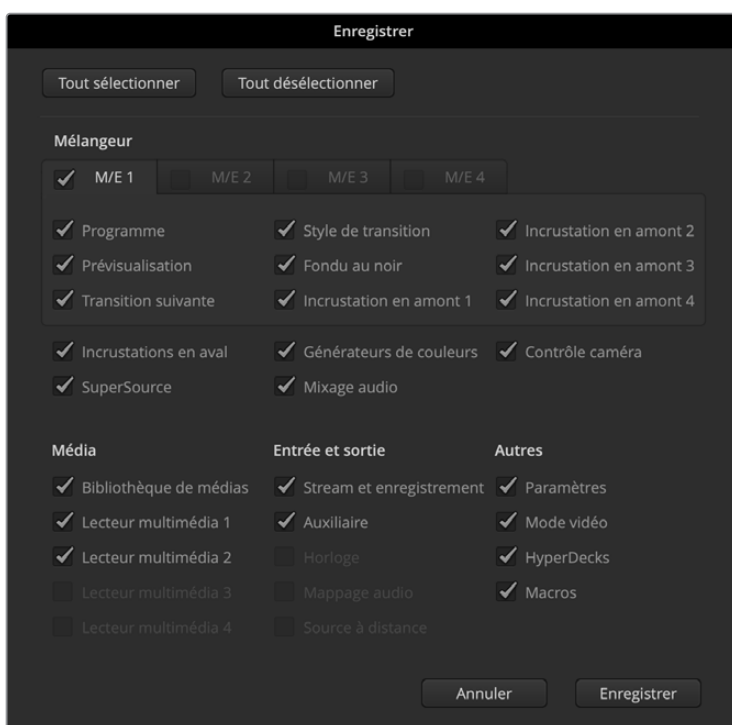 Enregistrer
Tout sélectionner Tout désélectionner
Mélangeur
M/E 1 M/E 2 M/E 3 M/E 4
Programme Style de transition Incrustation en amont 2
Prévisualisation Fondu au noir Incrustation en amont 3
Transition suivante Incrustation en amont 1 Incrustation en amont 4
Incrustations en aval Générateurs de couleurs Contrôle caméra
SuperSource Mixage audio
Média Entrée et sortie Autres
Bibliothèque de médias Stream et enregistrement Paramètres
Lecteur multimédia 1 Auxiliaire Mode vidéo
Lecteur multimédia 2 Horloge HyperDecks
Lecteur multimédia 3 Mappage audio Macros
Lecteur multimédia 4 Source à distance
Annuler Enregistrer